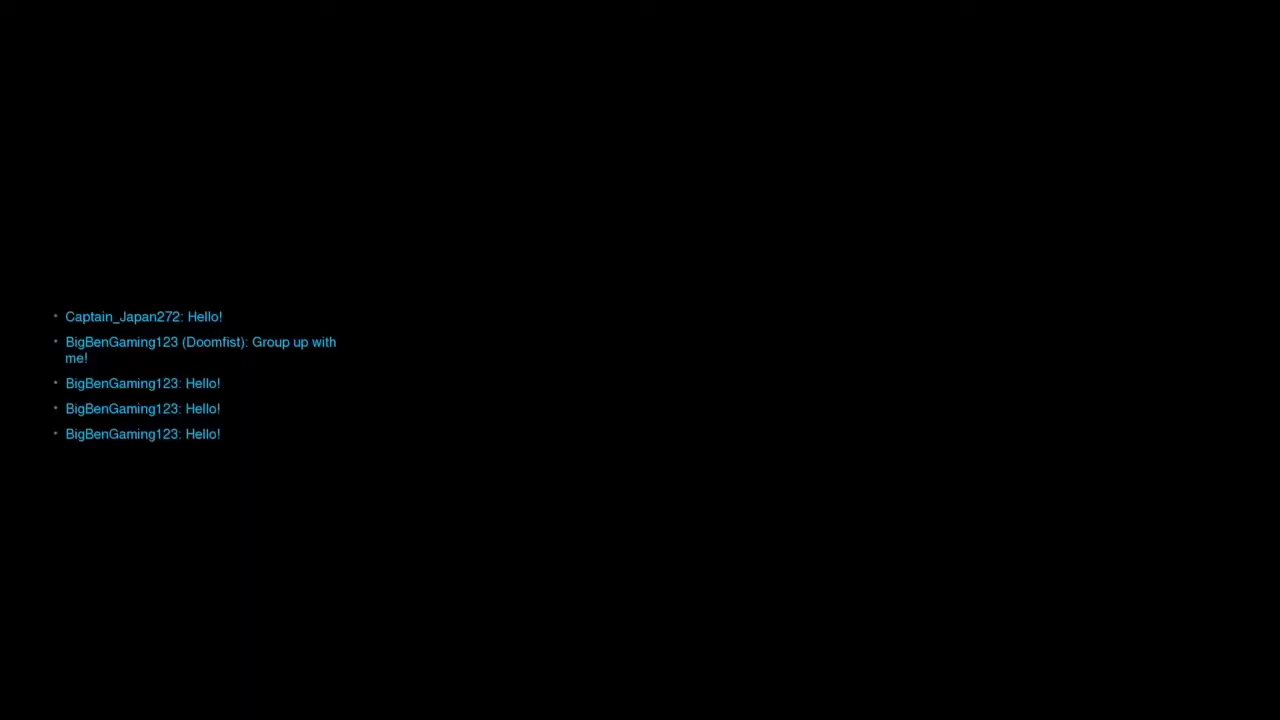 • Captain_Japan272: Hello!
• BigBenGaming123 (Doomfist): Group up with
me!
• BigBenGaming123: Hello!
• BigBenGaming123: Hello!
• BigBenGaming123: Hello!